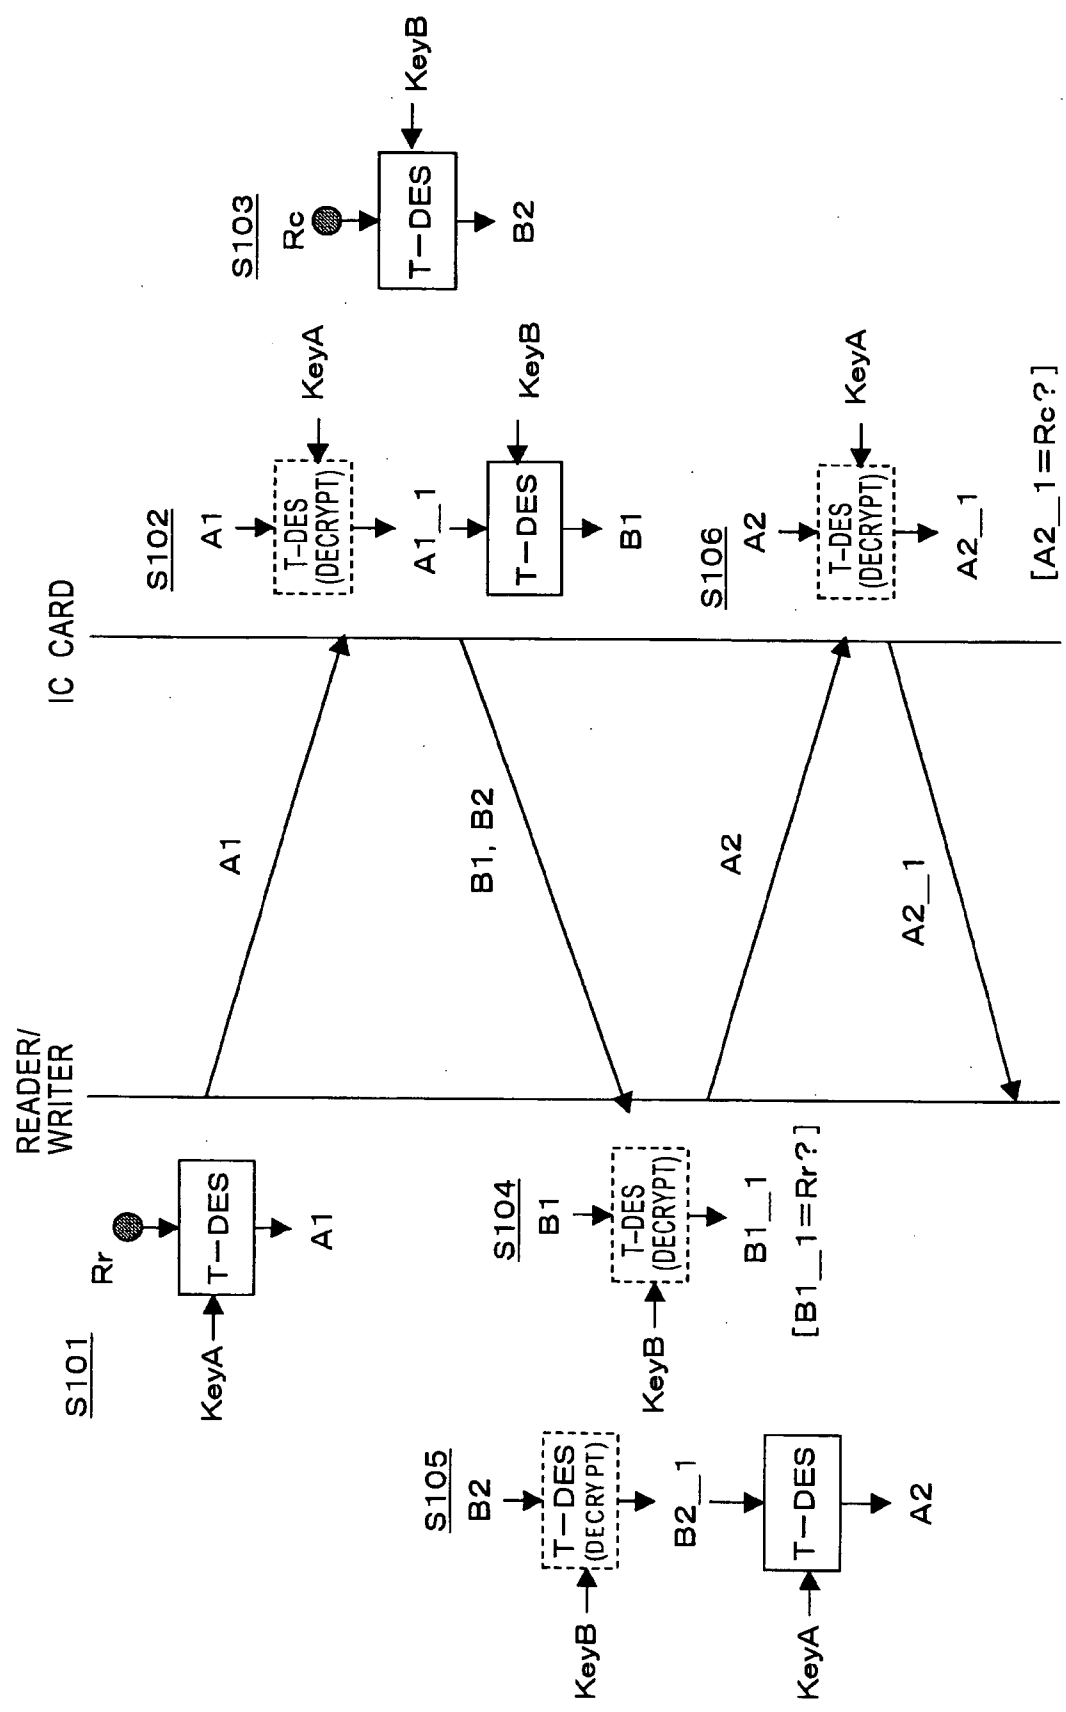 READER/
WRITER
IC CARD
S101
Rr
KeyA
T-DES
A1
A1
S102
A1
T-DES
(DECRYPT)
KeyA
A1_1
T-DES
KeyB
B1
S103
Rc
T-DES
KeyB
B2
B1, B2
S104
B1
KeyB
T-DES
(DECRYPT)
B1_1
[B1_1=Rr?]
S105
B2
KeyB
T-DES
(DECRYPT)
B2_1
KeyA
T-DES
A2
A2
S106
A2
T-DES
(DECRYPT)
KeyA
A2_1
[A2_1=Rc?]
A2_1